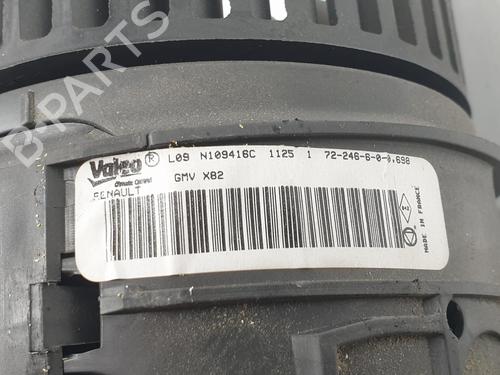 B-PARTS
Valeo ® L09 N109416C 1125 1 72-246-6-0-0.698
Climate Control GMV X82
RENAULT
MADE IN FRANCE